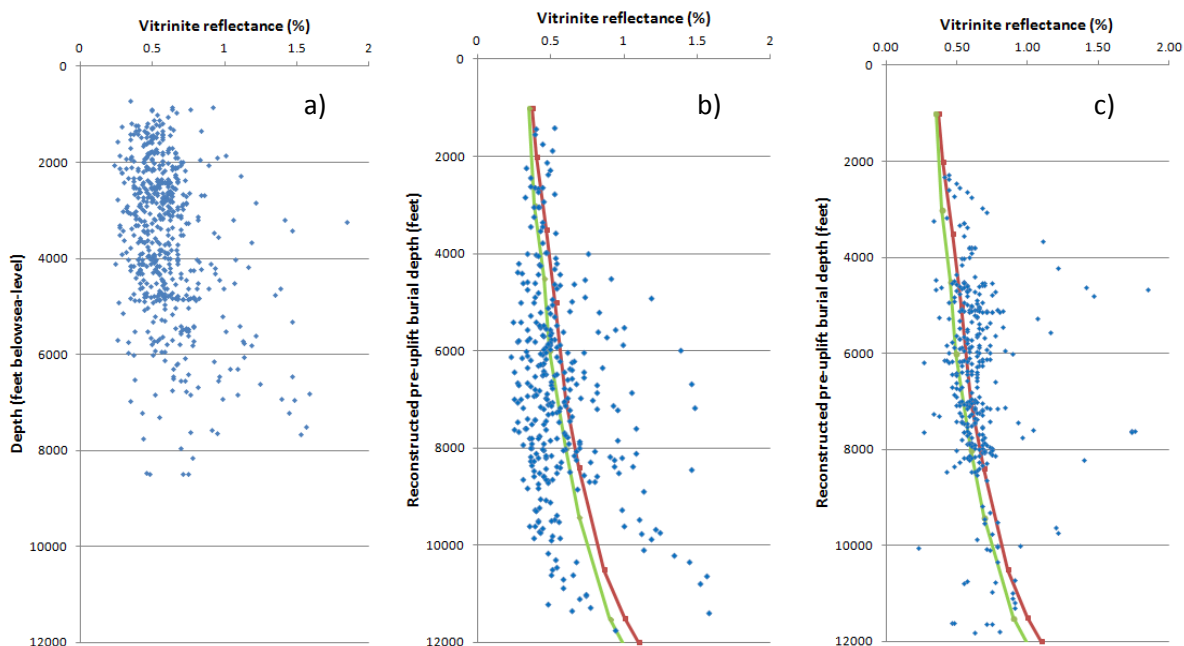 Vitrinite reflectance (%)
0 0.5 1 1.5 2
a)
Depth (feet belowsea-level)
0
2000
4000
6000
8000
10000
12000
Vitrinite reflectance (%)
0 0.5 1 1.5 2
b)
Reconstructed pre-uplift burial depth (feet)
0
2000
4000
6000
8000
10000
12000
Vitrinite reflectance (%)
0.00 0.50 1.00 1.50 2.00
c)
Reconstructed pre-uplift burial depth (feet)
0
2000
4000
6000
8000
10000
12000